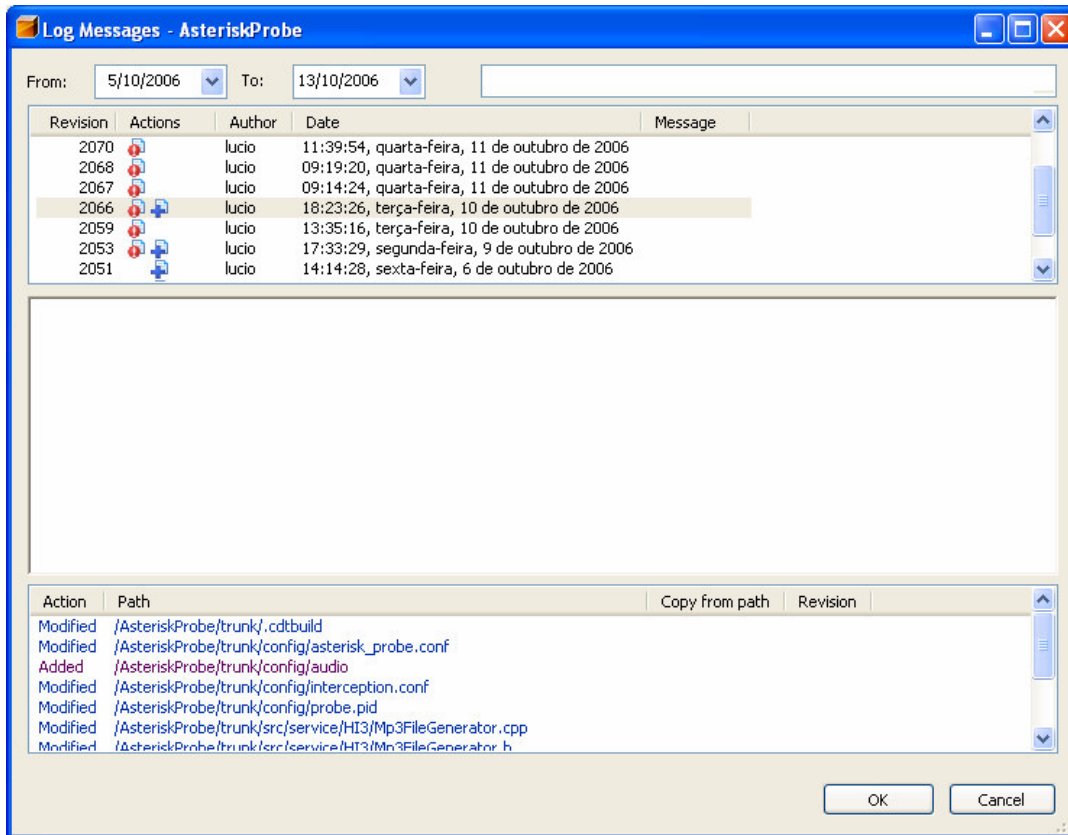 Log Messages - AsteriskProbe
From: 5/10/2006 To: 13/10/2006
Revision Actions Author Date Message
2070 lucio 11:39:54, quarta-feira, 11 de outubro de 2006
2068 lucio 09:19:20, quarta-feira, 11 de outubro de 2006
2067 lucio 09:14:24, quarta-feira, 11 de outubro de 2006
2066 lucio 18:23:26, terça-feira, 10 de outubro de 2006
2059 lucio 13:35:16, terça-feira, 10 de outubro de 2006
2053 lucio 17:33:29, segunda-feira, 9 de outubro de 2006
2051 lucio 14:14:28, sexta-feira, 6 de outubro de 2006
Action Path Copy from path Revision
Modified /AsteriskProbe/trunk/.cdtbuild
Modified /AsteriskProbe/trunk/config/asterisk_probe.conf
Added /AsteriskProbe/trunk/config/audio
Modified /AsteriskProbe/trunk/config/interception.conf
Modified /AsteriskProbe/trunk/config/probe.pid
Modified /AsteriskProbe/trunk/src/service/HI3/Mp3FileGenerator.cpp
Modified /AsteriskProbe/trunk/src/service/HI3/Mp3FileGenerator.h
OK Cancel